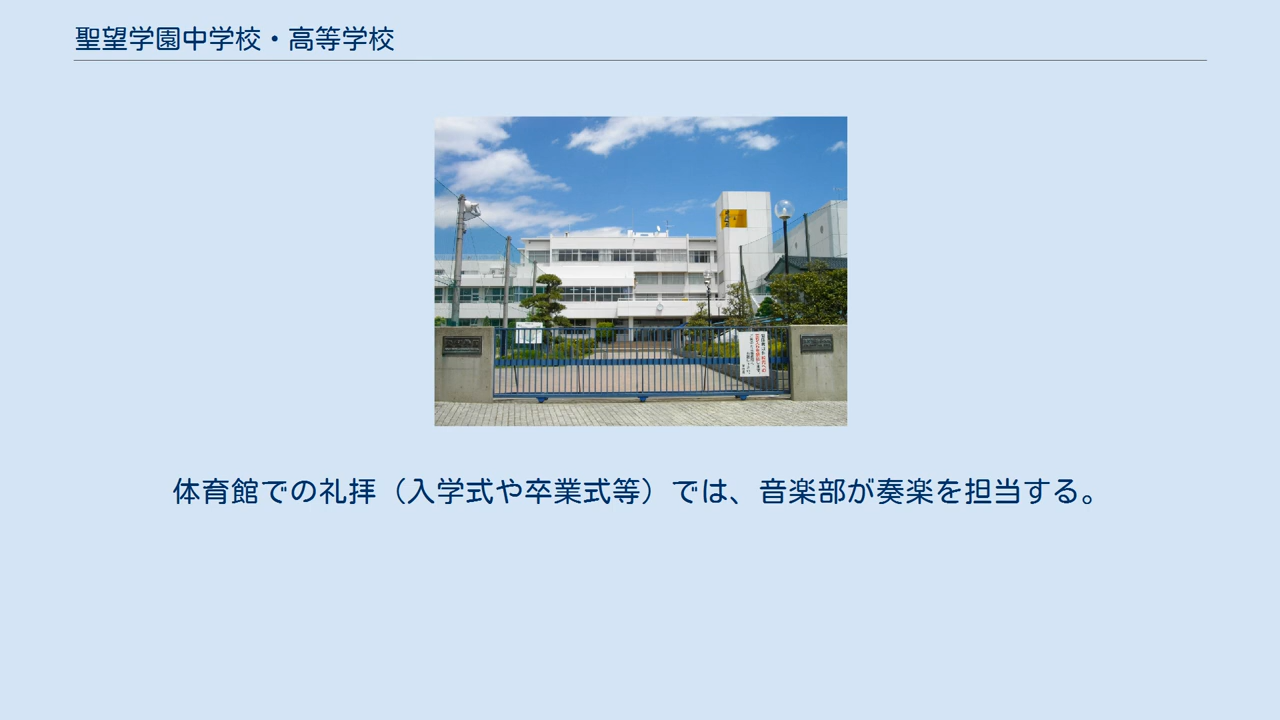 聖望学園中学校・高等学校
体育館での礼拝（入学式や卒業式等）では、音楽部が奏楽を担当する。